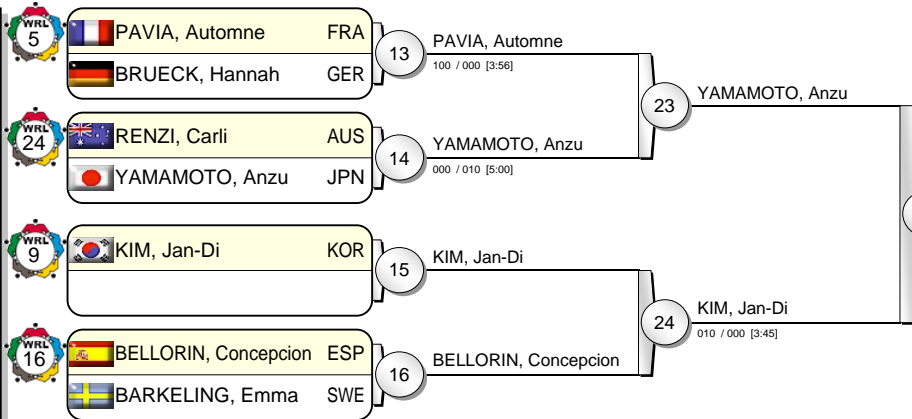 WRL
5
PAVIA, Automne FRA
BRUECK, Hannah GER
13
PAVIA, Automne
100 / 000 [3:56]
23
YAMAMOTO, Anzu
WRL
24
RENZI, Carli AUS
YAMAMOTO, Anzu JPN
14
YAMAMOTO, Anzu
000 / 010 [5:00]
WRL
9
KIM, Jan-Di KOR
15
KIM, Jan-Di
24
KIM, Jan-Di
010 / 000 [3:45]
WRL
16
BELLORIN, Concepcion ESP
BARKELING, Emma SWE
16
BELLORIN, Concepcion